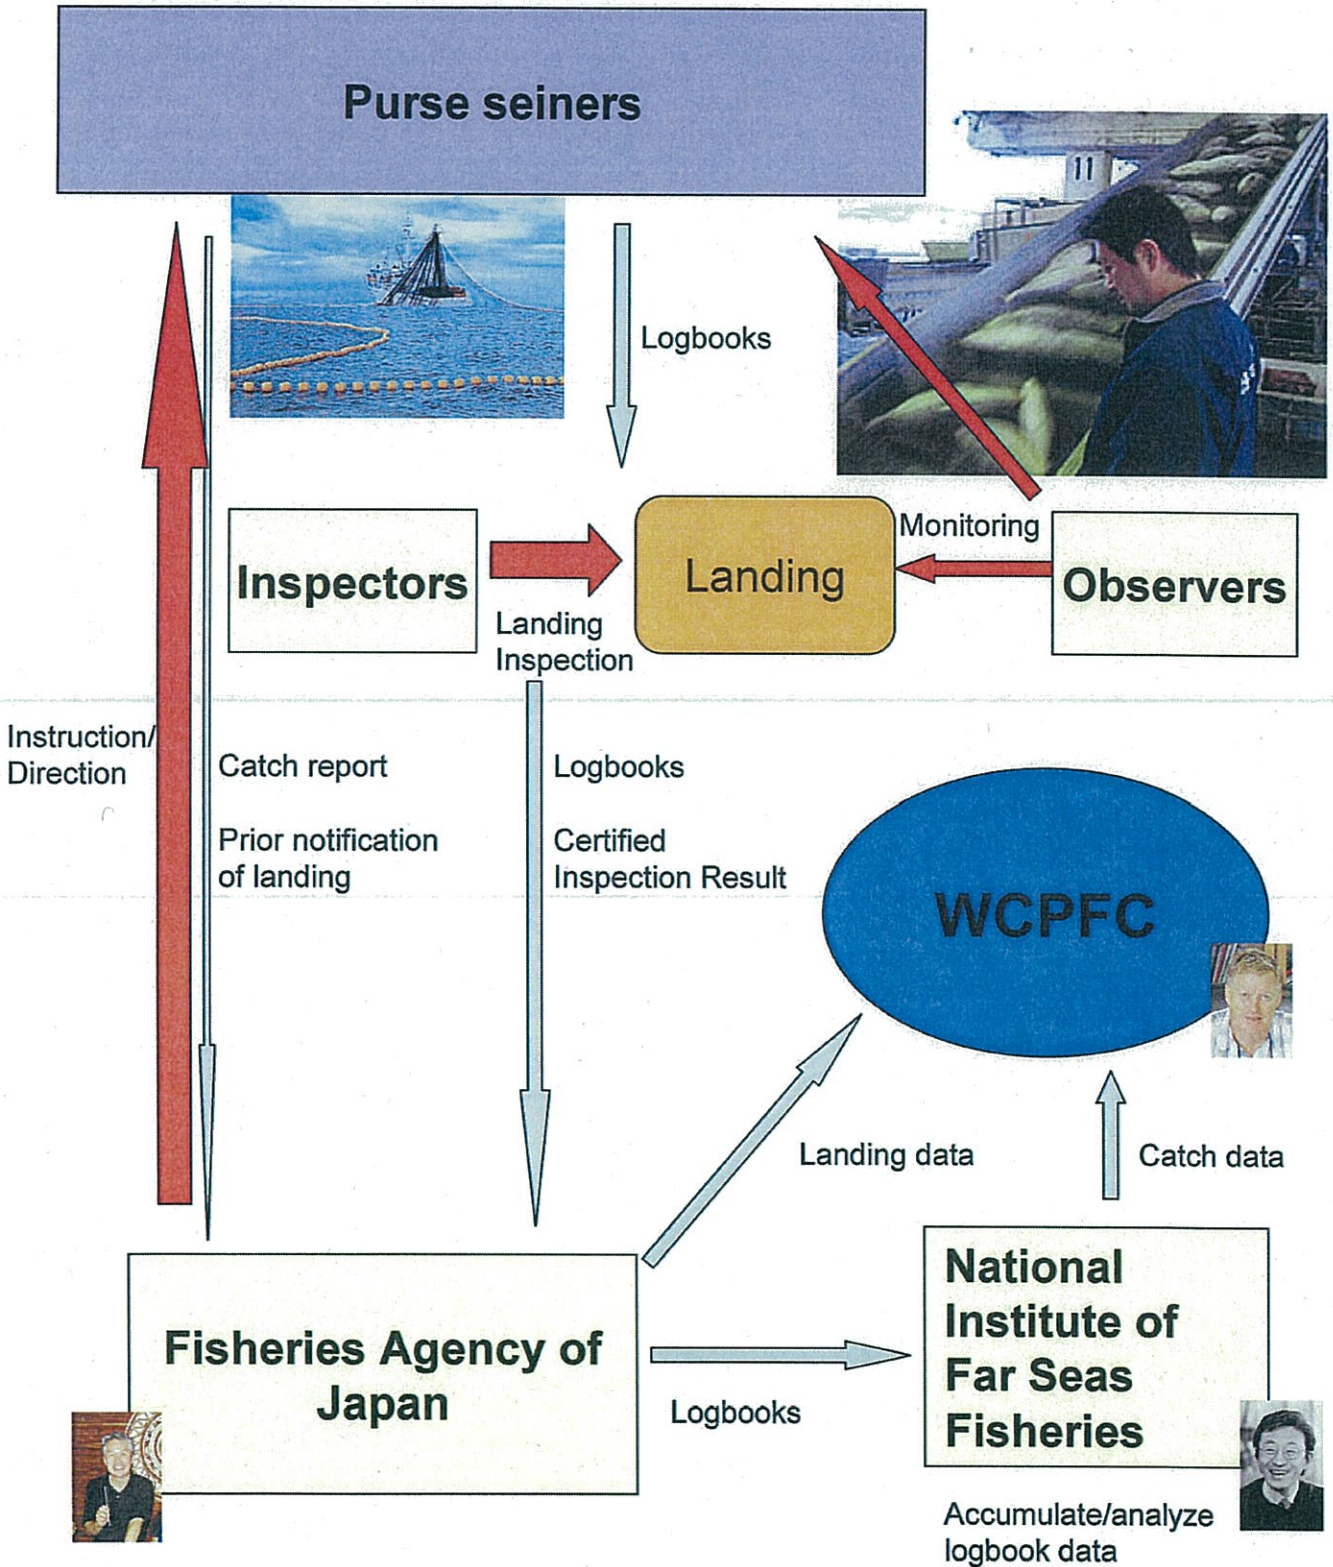 Purse seiners
Logbooks
Monitoring
Inspectors
Landing
Observers
Landing
Inspection
Instruction/
Direction
Catch report
Prior notification
of landing
Logbooks
Certified
Inspection Result
WCPFC
Landing data
Catch data
Fisheries Agency of
Japan
Logbooks
National
Institute of
Far Seas
Fisheries
Accumulate/analyze
logbook data